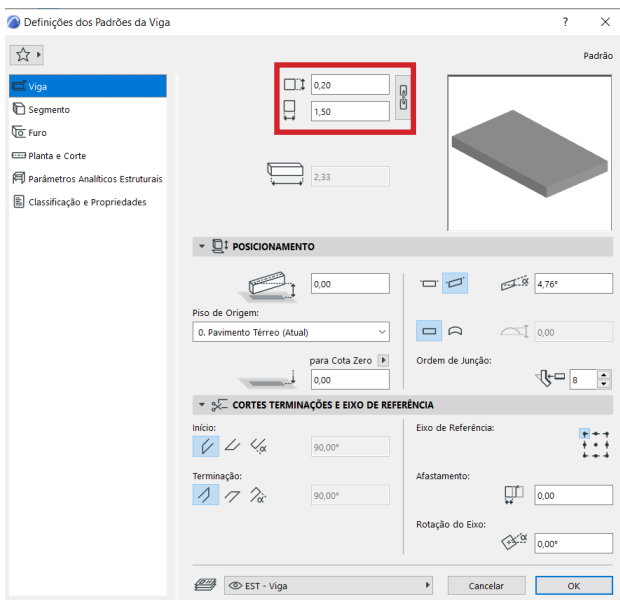 Definições dos Padrões da Viga
?
Padrão
Viga
Segmento
Furo
Planta e Corte
Parâmetros Analíticos Estruturais
Classificação e Propriedades
0,20
1,50
2,33
POSICIONAMENTO
0,00
4,76°
Piso de Origem:
0. Pavimento Térreo (Atual)
0,00
para Cota Zero
Ordem de Junção:
0,00
8
CORTES TERMINAÇÕES E EIXO DE REFERÊNCIA
Início:
Eixo de Referência:
α
90,00°
Terminação:
Afastamento:
α
90,00°
0,00
Rotação do Eixo:
0,00°
EST - Viga
Cancelar
OK